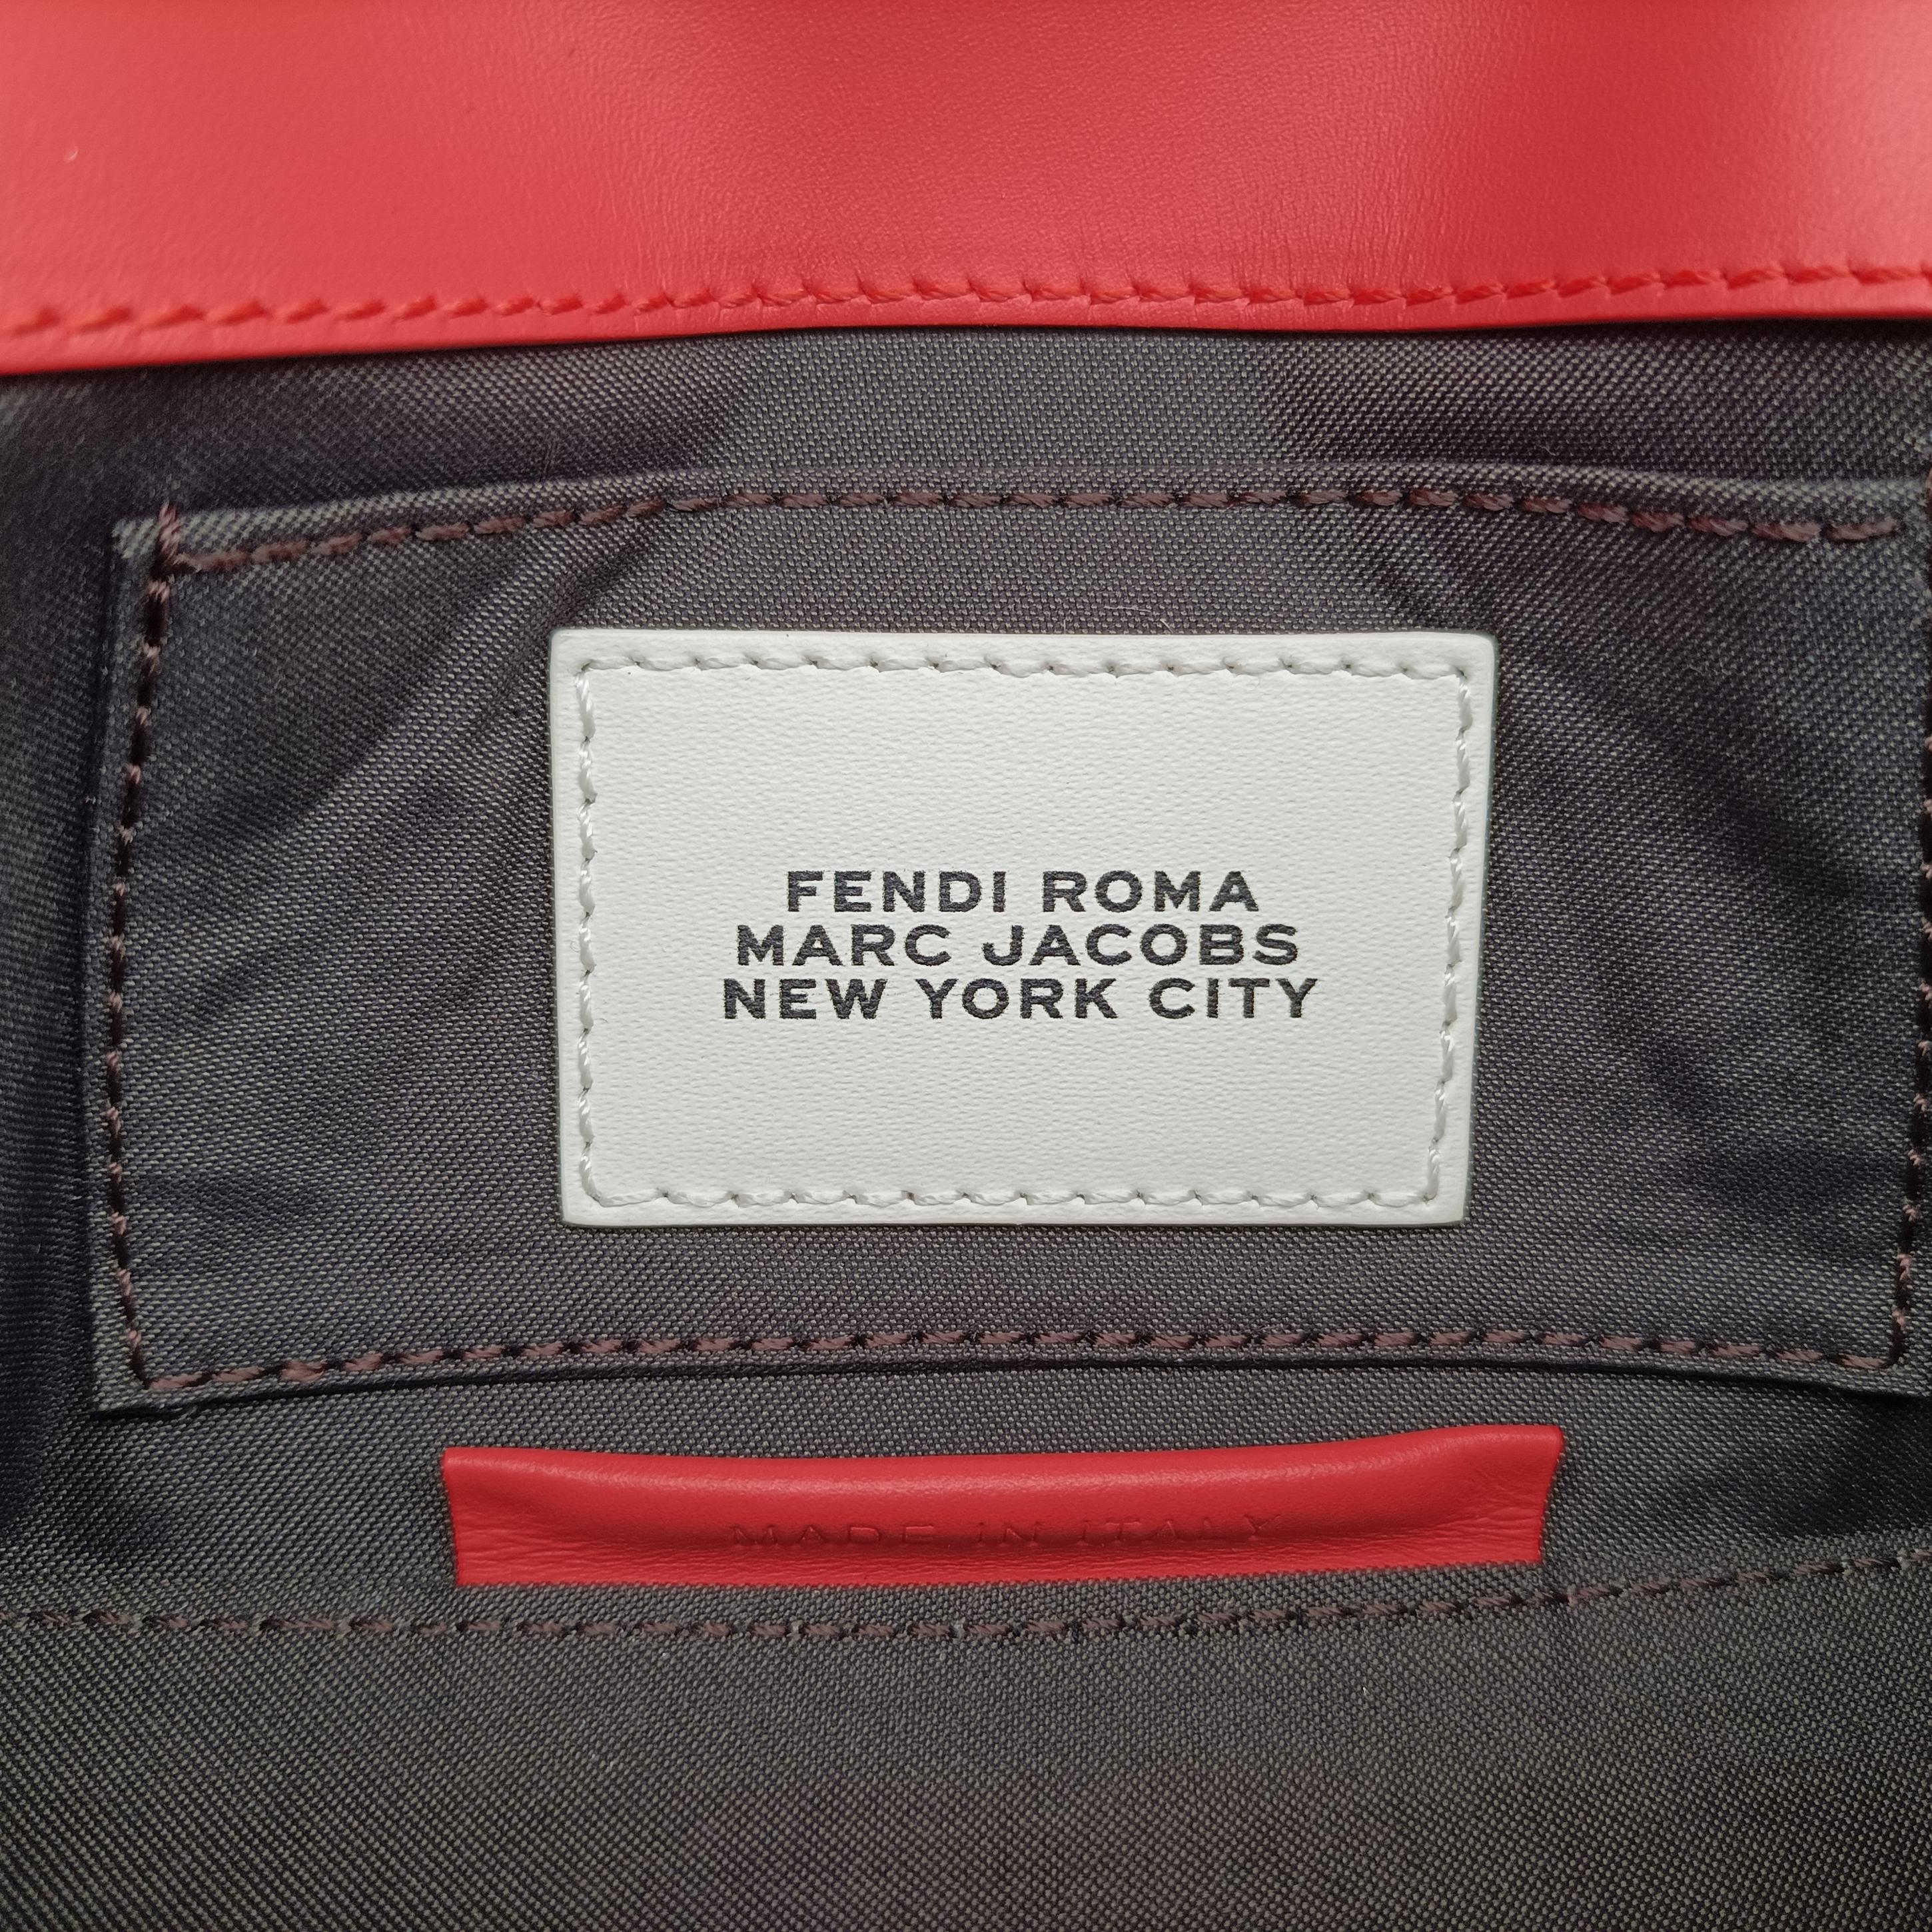 FENDI ROMA
MARC JACOBS
NEW YORK CITY
MADE IN ITALY